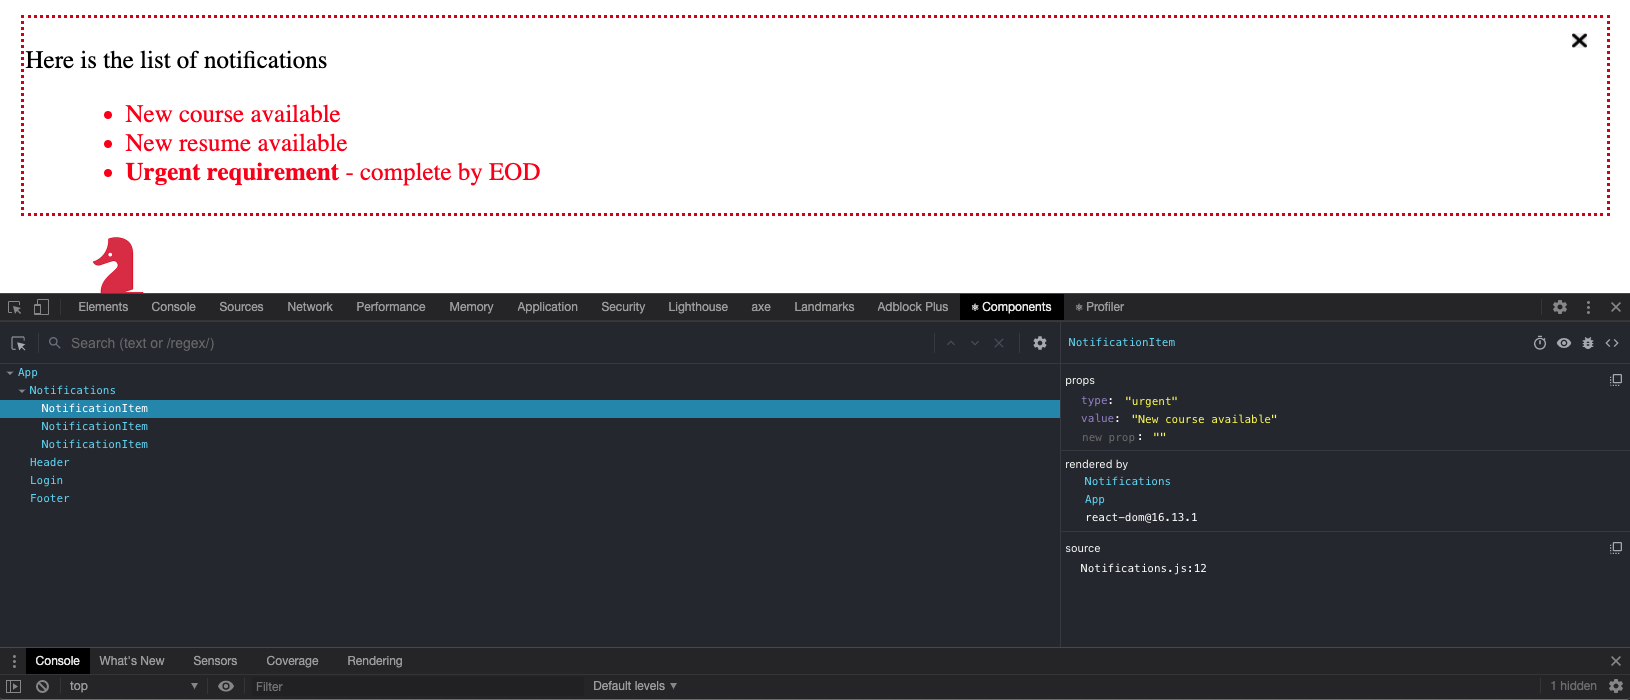 Here is the list of notifications
New course available
New resume available
Urgent requirement - complete by EOD
Elements Console Sources Network Performance Memory Application Security Lighthouse axe Landmarks Adblock Plus Components Profiler
Search (text or /regex/)
NotificationItem
App
Notifications
NotificationItem
NotificationItem
NotificationItem
Header
Login
Footer
props
type: "urgent"
value: "New course available"
new prop: ""
rendered by
Notifications
App
react-dom@16.13.1
source
Notifications.js:12
Console What's New Sensors Coverage Rendering
top Filter Default levels 1 hidden